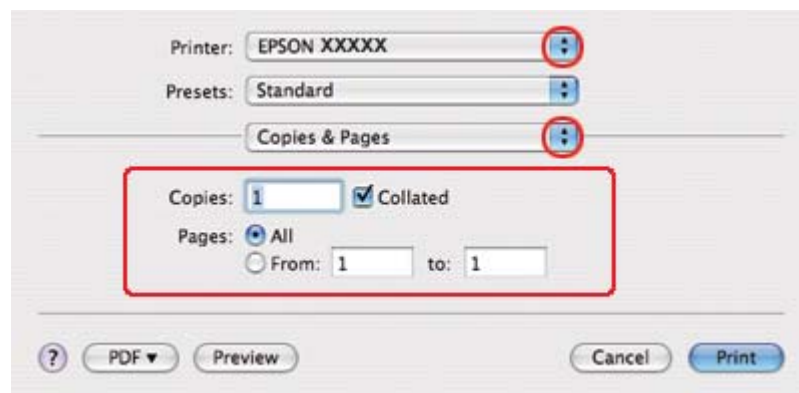 Printer: EPSON XXXXX
Presets: Standard
Copies & Pages
Copies: 1 Collated
Pages: All
From: 1 to: 1
? PDF ▼ Preview Cancel Print